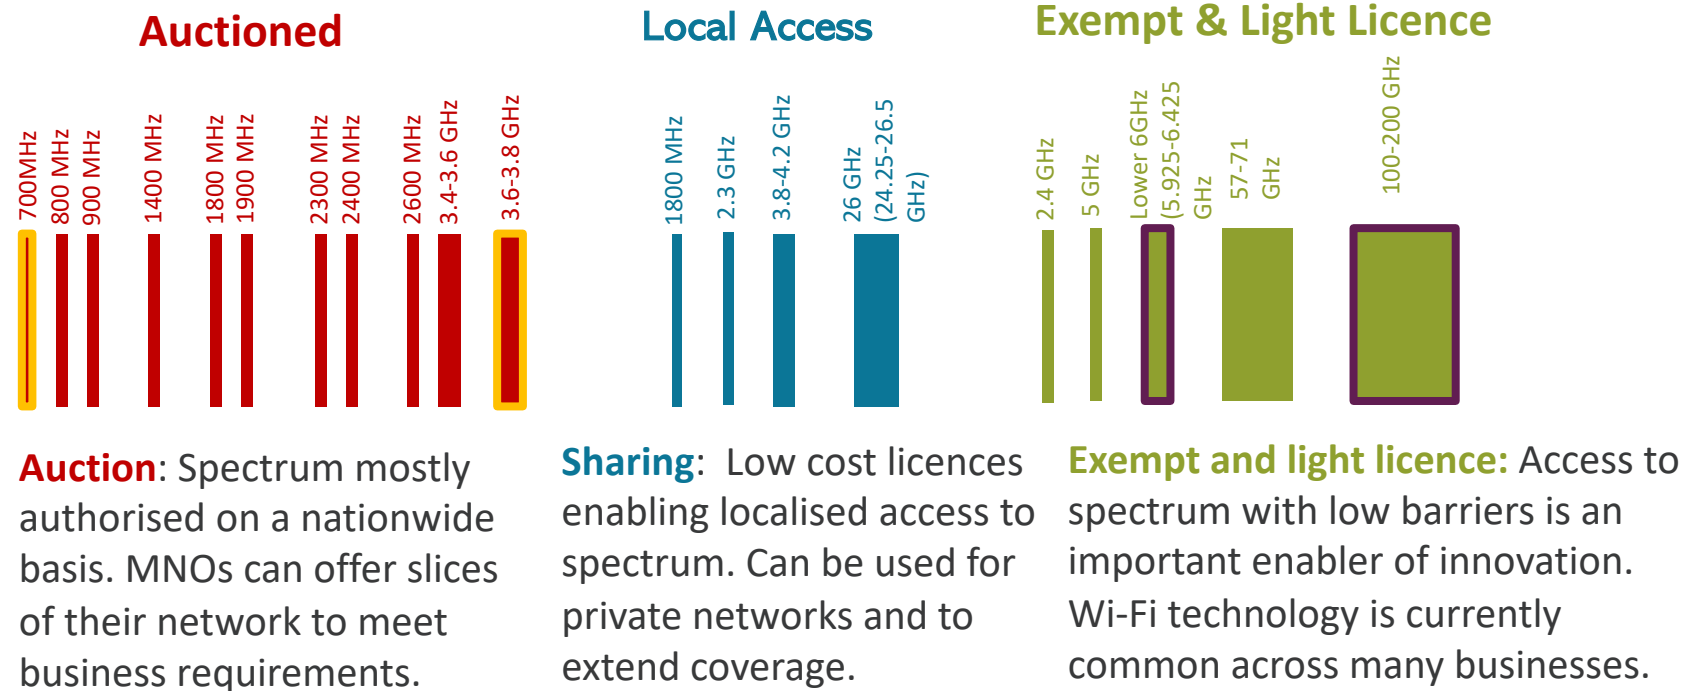 Auctioned
700MHz
800 MHz
900 MHz
1400 MHz
1800 MHz
1900 MHz
2300 MHz
2400 MHz
2600 MHz
3.4-3.6 GHz
3.6-3.8 GHz
Auction: Spectrum mostly
authorised on a nationwide
basis. MNOs can offer slices
of their network to meet
business requirements.
Local Access
1800 MHz
2.3 GHz
3.8-4.2 GHz
26 GHz
(24.25-26.5
GHz)
Sharing:  Low cost licences
enabling localised access to
spectrum. Can be used for
private networks and to
extend coverage.
Exempt & Light Licence
2.4 GHz
5 GHz
Lower 6GHz
(5.925-6.425
GHz
57-71
GHz
100-200 GHz
Exempt and light licence: Access to
spectrum with low barriers is an
important enabler of innovation.
Wi-Fi technology is currently
common across many businesses.